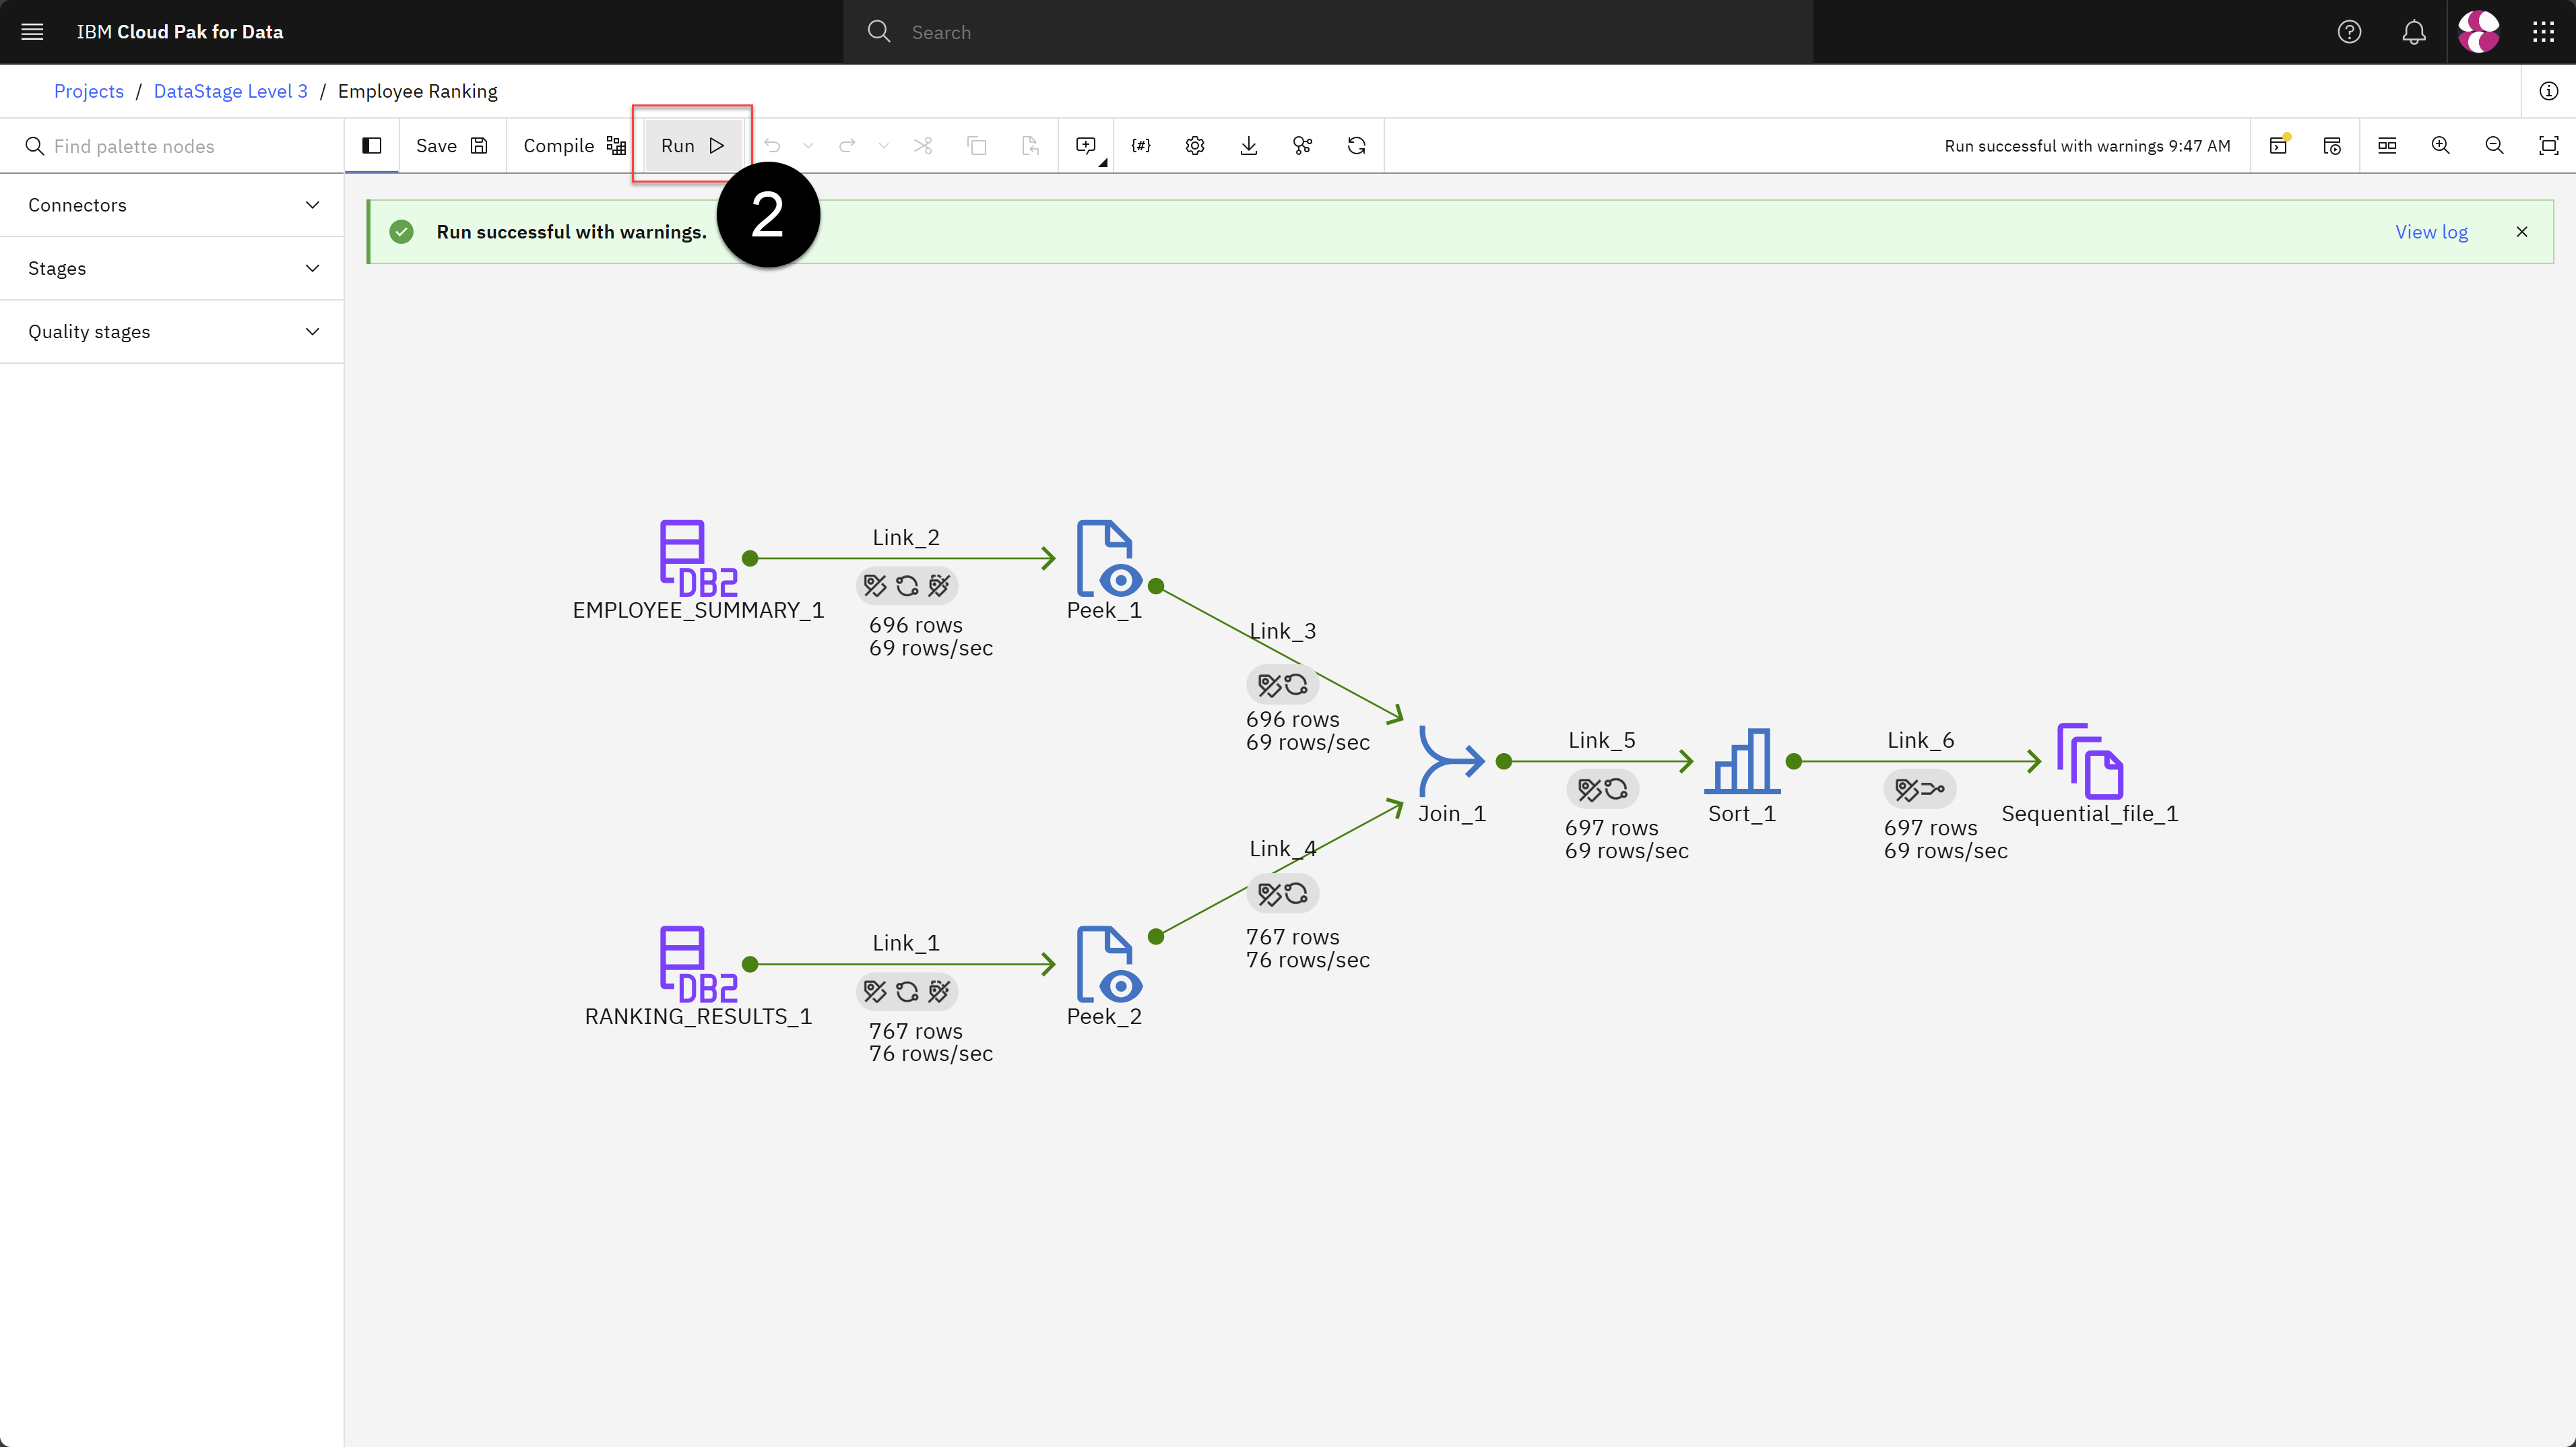 IBM Cloud Pak for Data
Search
Projects / DataStage Level 3 / Employee Ranking
Find palette nodes
Save
Compile
Run
{#}
Run successful with warnings 9:47 AM
2
Connectors
Stages
Quality stages
Run successful with warnings.
View log
Link_2
DB2
EMPLOYEE_SUMMARY_1
696 rows
69 rows/sec
Peek_1
Link_3
696 rows
69 rows/sec
Link_5
Join_1
697 rows
69 rows/sec
Sort_1
Link_6
697 rows
69 rows/sec
Sequential_file_1
Link_4
767 rows
76 rows/sec
Link_1
DB2
RANKING_RESULTS_1
767 rows
76 rows/sec
Peek_2